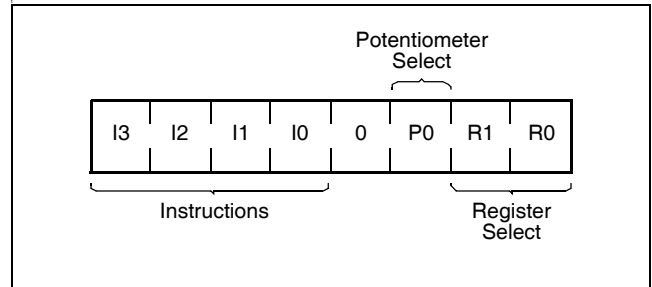 Potentiometer
Select
I3 I2 I1 I0 0 P0 R1 R0
Instructions
Register
Select